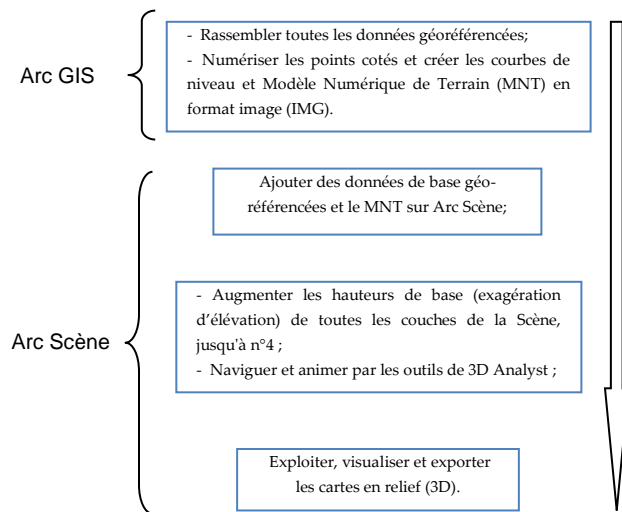 - Rassembler toutes les données géoréférencées;
- Numériser les points cotés et créer les courbes de
niveau et Modèle Numérique de Terrain (MNT) en
format image (IMG).
Arc GIS
Ajouter des données de base géo-
référencées et le MNT sur Arc Scène;
- Augmenter les hauteurs de base (exagération
d'élévation) de toutes les couches de la Scène,
jusqu'à n°4 ;
- Naviguer et animer par les outils de 3D Analyst ;
Arc Scène
Exploiter, visualiser et exporter
les cartes en relief (3D).